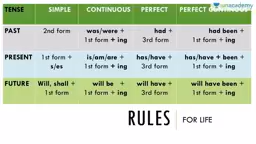 TENSE SIMPLE CONTINUOUS PERFECT PERFECT CONTINUOUS
unacademy
PAST 2nd form was/were + had + had been +
1st form + ing 3rd form 1st form + ing
PRESENT 1st form + is/am/are + has/have + has/have + been +
s/es 1st form + ing 3rd form 1st form + ing
FUTURE Will, shall + will be + will have + will have been +
1st form 1st form + ing 3rd form 1st form + ing
RULES FOR LIFE